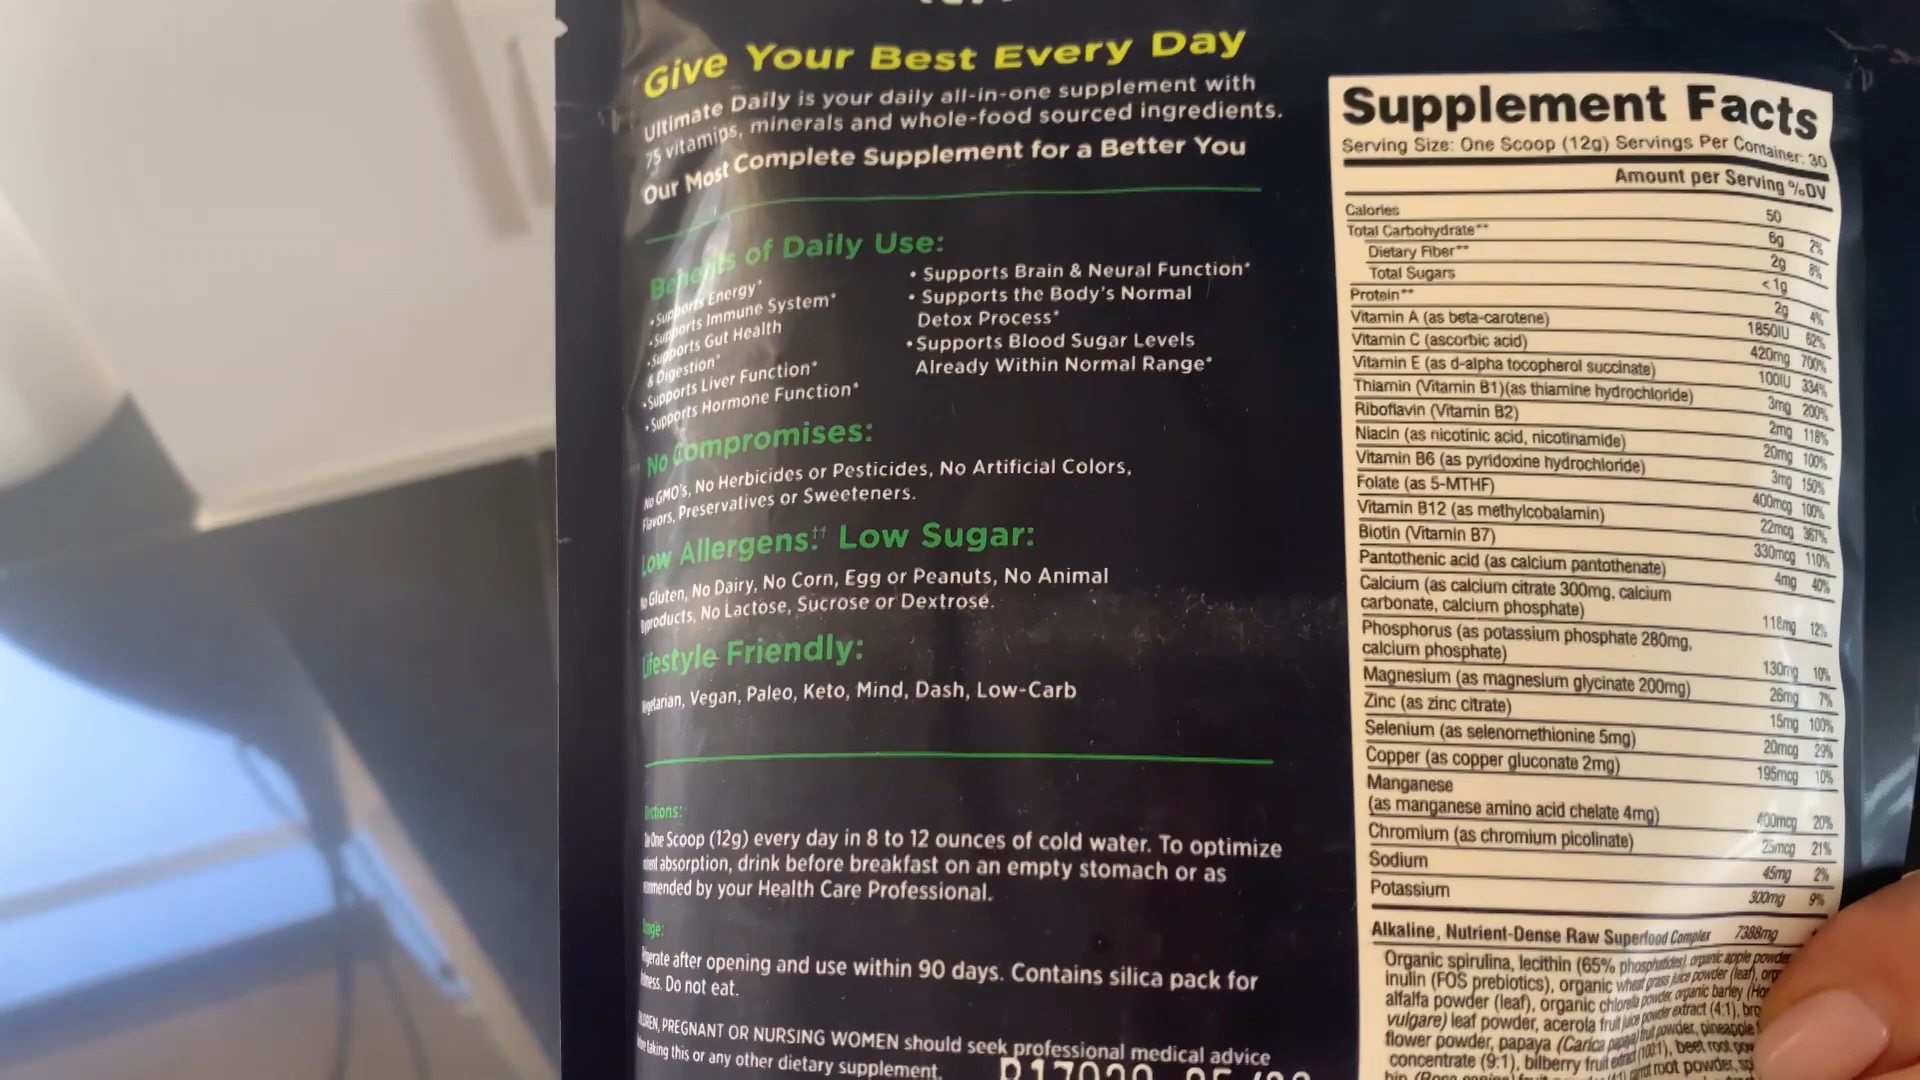 Give Your Best Every Day
Ultimate Daily is your daily all-in-one supplement with
75 vitamins, minerals and whole-food sourced ingredients.
Our Most Complete Supplement for a Better You
Benefits of Daily Use:
• Supports Energy*
• Supports Immune System*
• Supports Gut Health
& Digestion*
• Supports Liver Function*
• Supports Hormone Function*
• Supports Brain & Neural Function*
• Supports the Body's Normal
Detox Process*
• Supports Blood Sugar Levels
Already Within Normal Range*
No Compromises:
No GMO's, No Herbicides or Pesticides, No Artificial Colors,
Flavors, Preservatives or Sweeteners.
Low Allergens†† Low Sugar:
No Gluten, No Dairy, No Corn, Egg or Peanuts, No Animal
Byproducts, No Lactose, Sucrose or Dextrose.
Lifestyle Friendly:
Vegetarian, Vegan, Paleo, Keto, Mind, Dash, Low-Carb
One Scoop (12g) every day in 8 to 12 ounces of cold water. To optimize
absorption, drink before breakfast on an empty stomach or as
by your Health Care Professional.
after opening and use within 90 days. Contains silica pack for
Do not eat.
PREGNANT OR NURSING WOMEN should seek professional medical advice
taking this or any other dietary supplement.
Supplement Facts
Serving Size: One Scoop (12g) Servings Per Container: 30
Amount per Serving %DV
Calories 50
Total Carbohydrate** 6g 2%
Dietary Fiber** 2g 8%
Total Sugars <1g
Protein** 2g 4%
Vitamin A (as beta-carotene) 1850IU 62%
Vitamin C (ascorbic acid) 420mg 700%
Vitamin E (as d-alpha tocopherol succinate) 100IU 334%
Thiamin (Vitamin B1)(as thiamine hydrochloride) 3mg 200%
Riboflavin (Vitamin B2) 2mg 118%
Niacin (as nicotinic acid, nicotinamide) 20mg 100%
Vitamin B6 (as pyridoxine hydrochloride) 3mg 150%
Folate (as 5-MTHF) 400mcg 100%
Vitamin B12 (as methylcobalamin) 22mcg 367%
Biotin (Vitamin B7) 330mcg 110%
Pantothenic acid (as calcium pantothenate) 4mg 40%
Calcium (as calcium citrate 300mg, calcium
carbonate, calcium phosphate) 118mg 12%
Phosphorus (as potassium phosphate 280mg,
calcium phosphate) 130mg 10%
Magnesium (as magnesium glycinate 200mg) 26mg 7%
Zinc (as zinc citrate) 15mg 100%
Selenium (as selenomethionine 5mg) 20mcg 29%
Copper (as copper gluconate 2mg) 195mcg 10%
Manganese
(as manganese amino acid chelate 4mg) 400mcg 20%
Chromium (as chromium picolinate) 25mcg 21%
Sodium 45mg 2%
Potassium 300mg 9%
Alkaline, Nutrient-Dense Raw Superfood Complex 7388mg
Organic spirulina, lecithin (65% phosphatides) organic apple powder
inulin (FOS prebiotics), organic wheat grass juice powder (leaf),
alfalfa powder (leaf), organic chlorella powder, organic barley
vulgare) leaf powder, acerola fruit juice powder extract (4:1),
flower powder, papaya (Carica papaya) fruit powder, pineapple
concentrate (9:1), bilberry fruit extract (100:1), beet root
root powder,